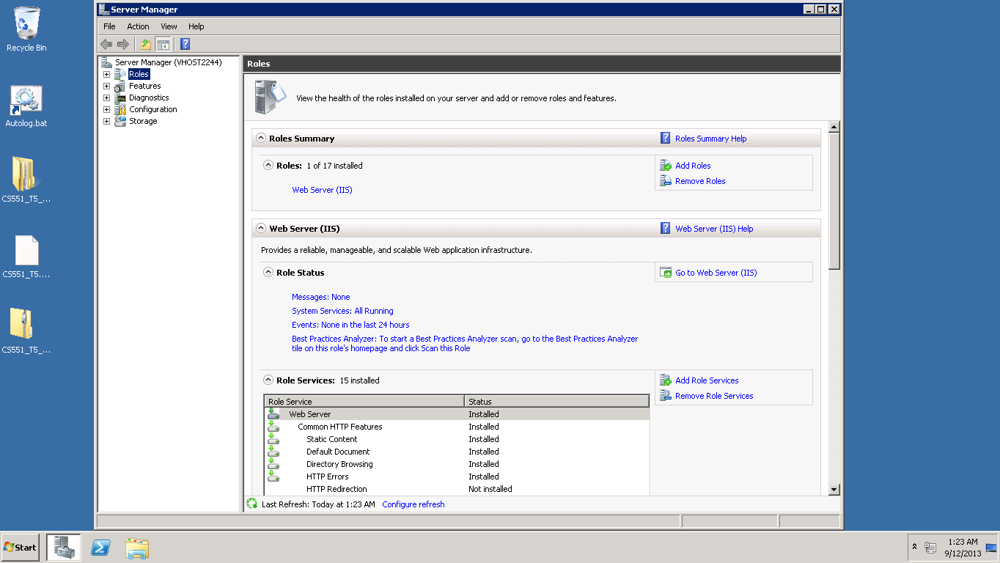 Recycle Bin
Autolog.bat
CS551_T5_...
CS551_T5....
CS551_T5_...
Server Manager
File Action View Help
Server Manager (VHOST2244)
Roles
Features
Diagnostics
Configuration
Storage
Roles
View the health of the roles installed on your server and add or remove roles and features.
Roles Summary
Roles Summary Help
Roles: 1 of 17 installed
Add Roles
Remove Roles
Web Server (IIS)
Web Server (IIS)
Web Server (IIS) Help
Provides a reliable, manageable, and scalable Web application infrastructure.
Role Status
Go to Web Server (IIS)
Messages: None
System Services: All Running
Events: None in the last 24 hours
Best Practices Analyzer: To start a Best Practices Analyzer scan, go to the Best Practices Analyzer
tile on this role's homepage and click Scan this Role
Role Services: 15 installed
Add Role Services
Remove Role Services
Role Service Status
Web Server Installed
Common HTTP Features Installed
Static Content Installed
Default Document Installed
Directory Browsing Installed
HTTP Errors Installed
HTTP Redirection Not installed
Last Refresh: Today at 1:23 AM Configure refresh
Start
1:23 AM
9/12/2013